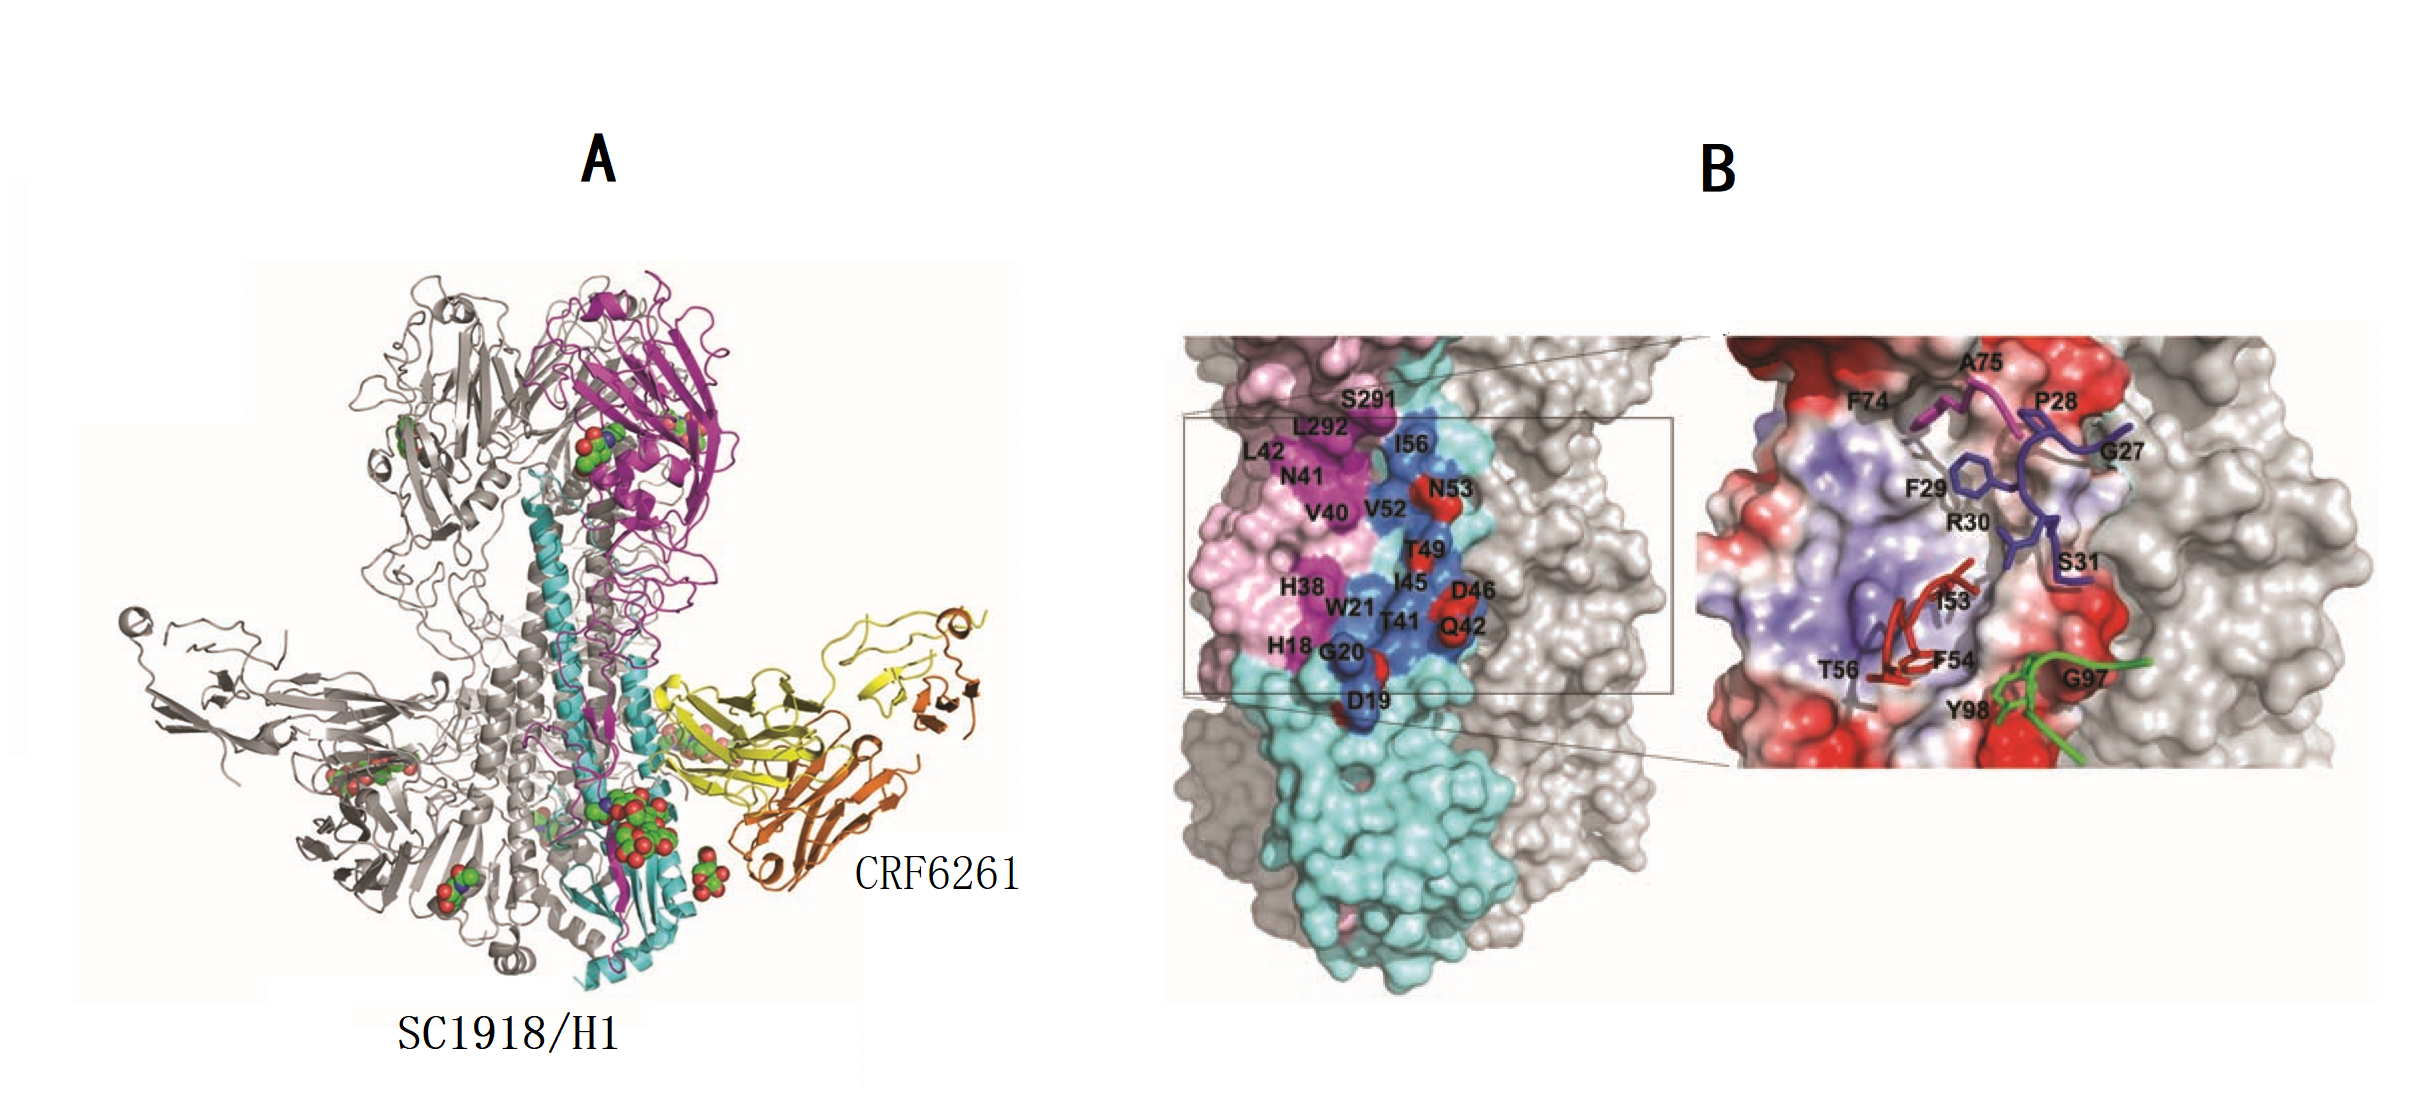 A
B
CRF6261
SC1918/H1
S291
L292
L42
I56
N41
N53
V40
V52
T49
I45
H38
W21
D46
T41
Q42
H18
G20
D19
A75
F74
P28
G27
F29
R30
S31
I53
T56
F54
G97
Y98